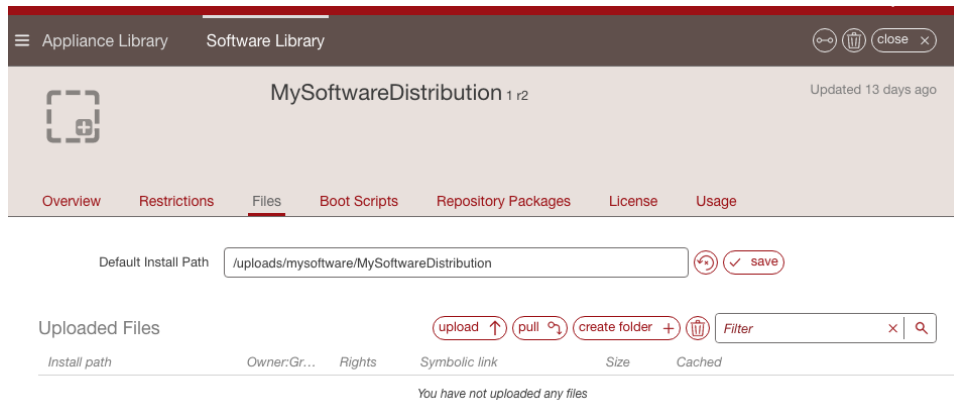 Appliance Library Software Library close
MySoftwareDistribution 1 r2 Updated 13 days ago
Overview Restrictions Files Boot Scripts Repository Packages License Usage
Default Install Path /uploads/mysoftware/MySoftwareDistribution save
Uploaded Files upload pull create folder Filter
Install path Owner:Gr... Rights Symbolic link Size Cached
You have not uploaded any files